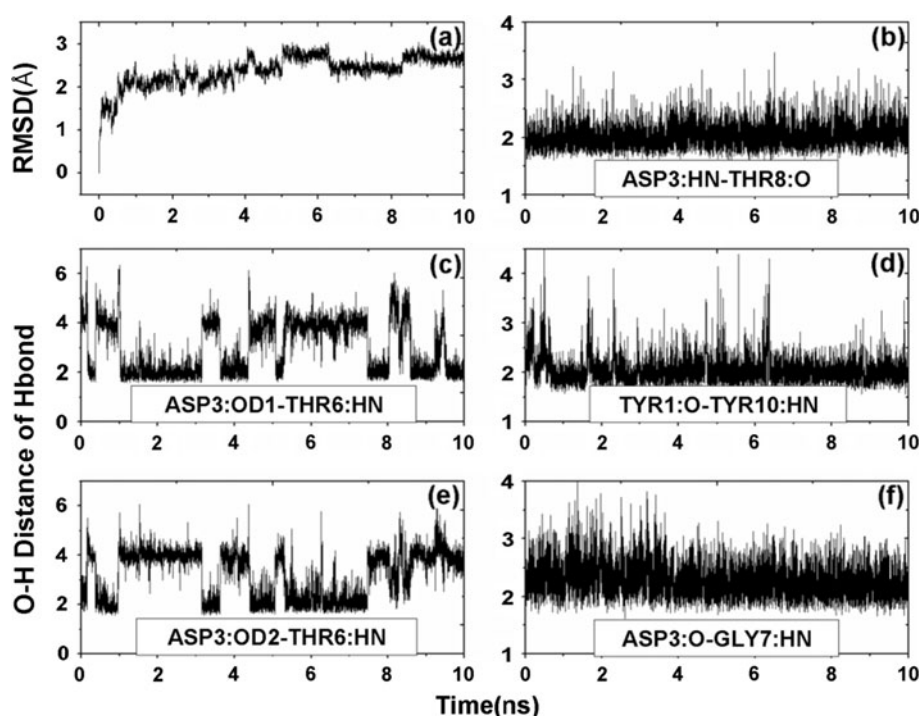 RMSD(Å)
3
2
1
0
(a)
0 2 4 6 8 10
4
3
2
1
(b)
ASP3:HN-THR8:O
0 2 4 6 8 10
O-H Distance of Hbond
6
4
2
0
(c)
ASP3:OD1-THR6:HN
0 2 4 6 8 10
4
3
2
1
(d)
TYR1:O-TYR10:HN
0 2 4 6 8 10
6
4
2
0
(e)
ASP3:OD2-THR6:HN
0 2 4 6 8 10
4
3
2
1
(f)
ASP3:O-GLY7:HN
0 2 4 6 8 10
Time(ns)